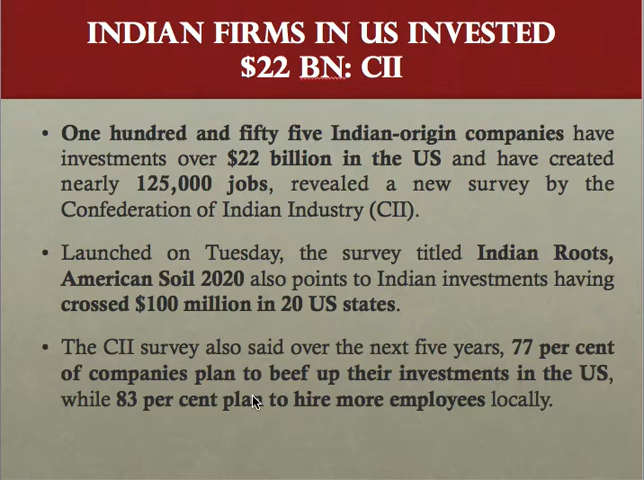 INDIAN FIRMS IN US INVESTED
$22 BN: CII
• One hundred and fifty five Indian-origin companies have
investments over $22 billion in the US and have created
nearly 125,000 jobs, revealed a new survey by the
Confederation of Indian Industry (CII).
• Launched on Tuesday, the survey titled Indian Roots,
American Soil 2020 also points to Indian investments having
crossed $100 million in 20 US states.
• The CII survey also said over the next five years, 77 per cent
of companies plan to beef up their investments in the US,
while 83 per cent plan to hire more employees locally.